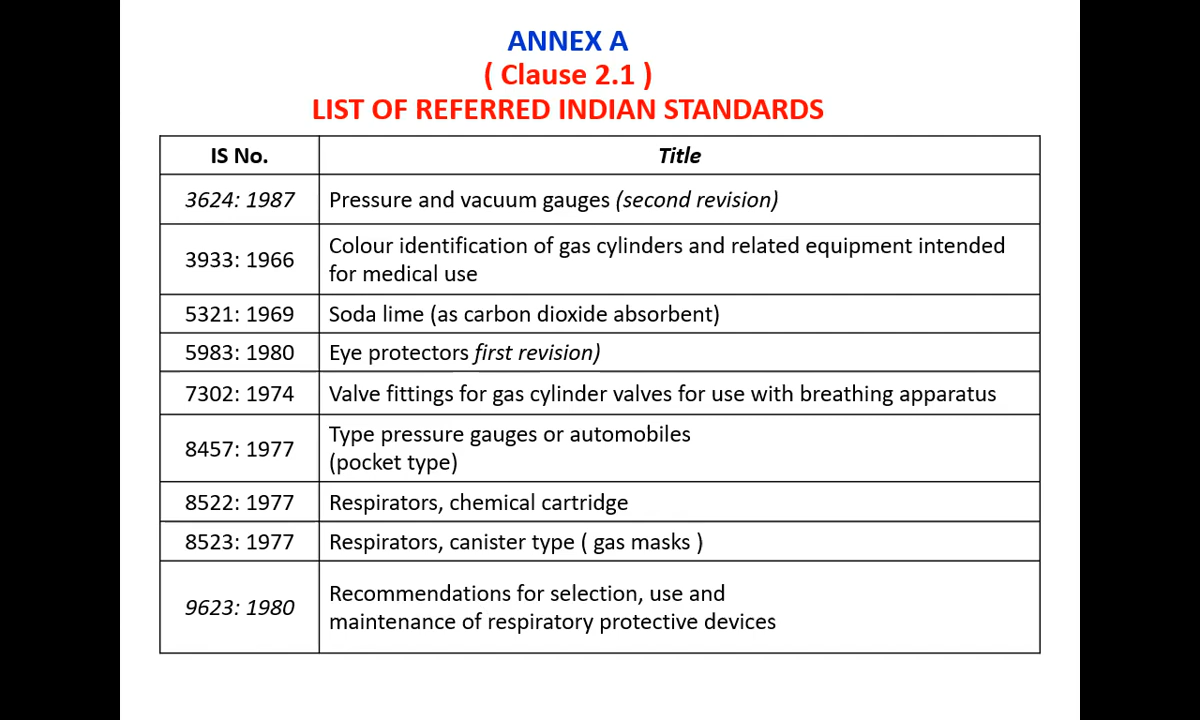 ANNEX A
( Clause 2.1 )
LIST OF REFERRED INDIAN STANDARDS
IS No. Title
3624: 1987 Pressure and vacuum gauges (second revision)
3933: 1966 Colour identification of gas cylinders and related equipment intended
for medical use
5321: 1969 Soda lime (as carbon dioxide absorbent)
5983: 1980 Eye protectors first revision)
7302: 1974 Valve fittings for gas cylinder valves for use with breathing apparatus
8457: 1977 Type pressure gauges or automobiles
(pocket type)
8522: 1977 Respirators, chemical cartridge
8523: 1977 Respirators, canister type ( gas masks )
9623: 1980 Recommendations for selection, use and
maintenance of respiratory protective devices